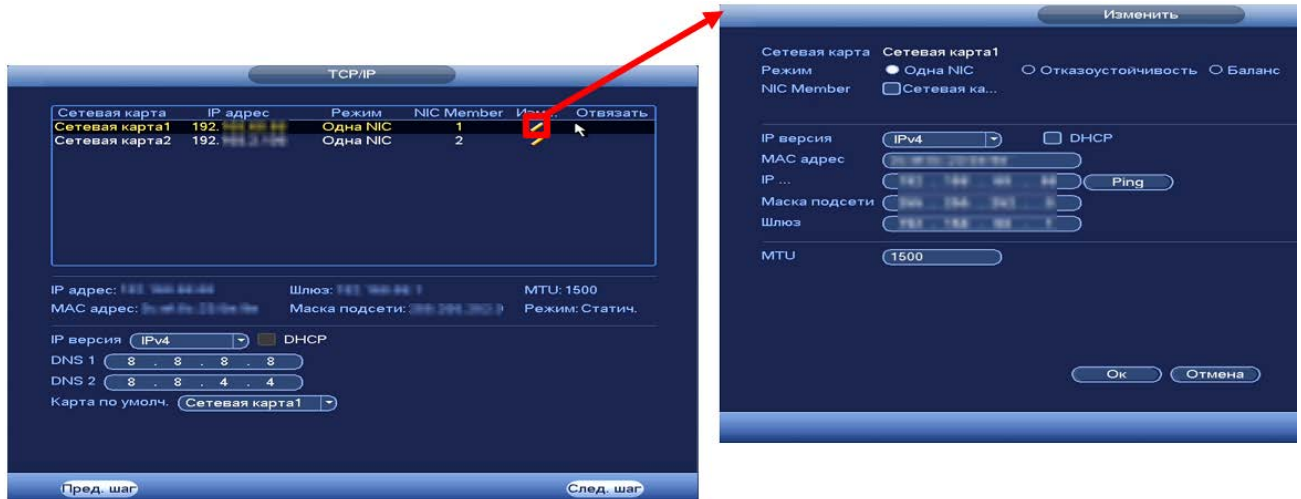 TCP/IP
Сетевая карта IP адрес Режим NIC Member Изм... Отвязать
Сетевая карта1 192. Одна NIC 1
Сетевая карта2 192. Одна NIC 2
IP адрес: Шлюз: MTU: 1500
MAC адрес: Маска подсети: Режим: Статич.
IP версия IPv4 DHCP
DNS 1 8 . 8 . 8 . 8
DNS 2 8 . 8 . 4 . 4
Карта по умолч. Сетевая карта1
Пред. шаг След. шаг
Изменить
Сетевая карта Сетевая карта1
Режим Одна NIC Отказоустойчивость Баланс
NIC Member Сетевая ка...
IP версия IPv4 DHCP
MAC адрес
IP ... Ping
Маска подсети
Шлюз
MTU 1500
Ок Отмена